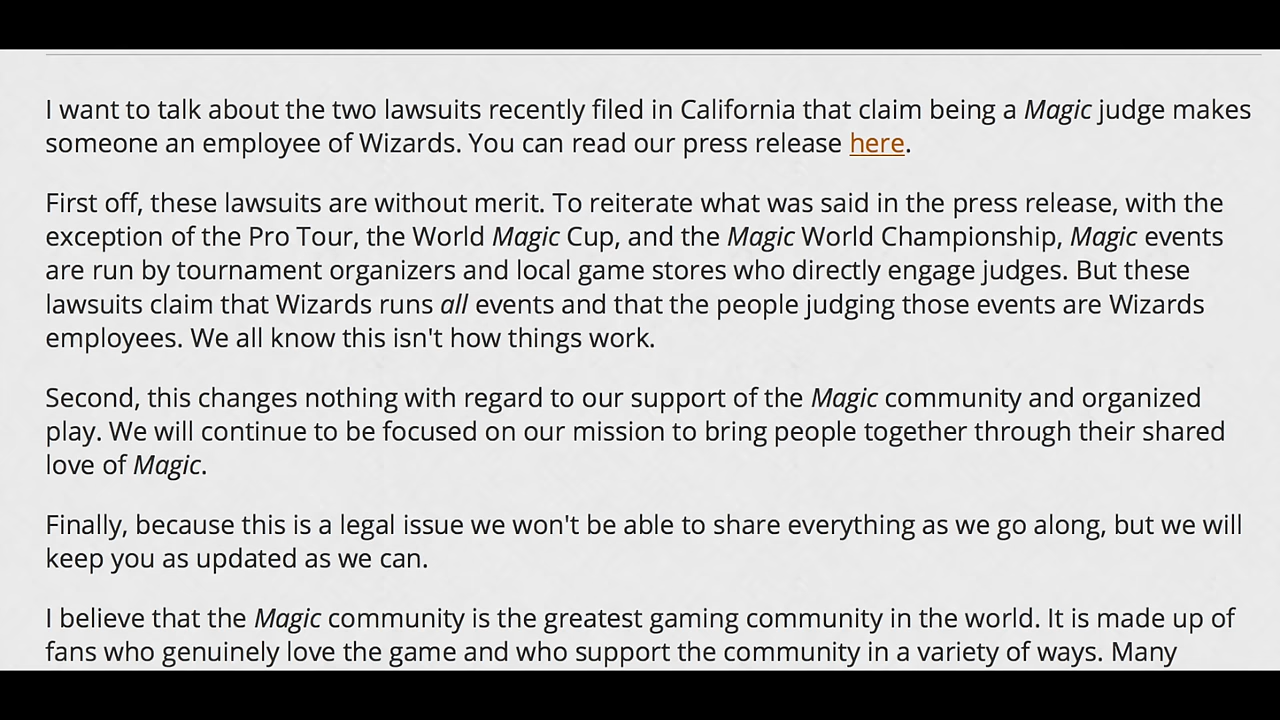 I want to talk about the two lawsuits recently filed in California that claim being a Magic judge makes
someone an employee of Wizards. You can read our press release here.
First off, these lawsuits are without merit. To reiterate what was said in the press release, with the
exception of the Pro Tour, the World Magic Cup, and the Magic World Championship, Magic events
are run by tournament organizers and local game stores who directly engage judges. But these
lawsuits claim that Wizards runs all events and that the people judging those events are Wizards
employees. We all know this isn't how things work.
Second, this changes nothing with regard to our support of the Magic community and organized
play. We will continue to be focused on our mission to bring people together through their shared
love of Magic.
Finally, because this is a legal issue we won't be able to share everything as we go along, but we will
keep you as updated as we can.
I believe that the Magic community is the greatest gaming community in the world. It is made up of
fans who genuinely love the game and who support the community in a variety of ways. Many